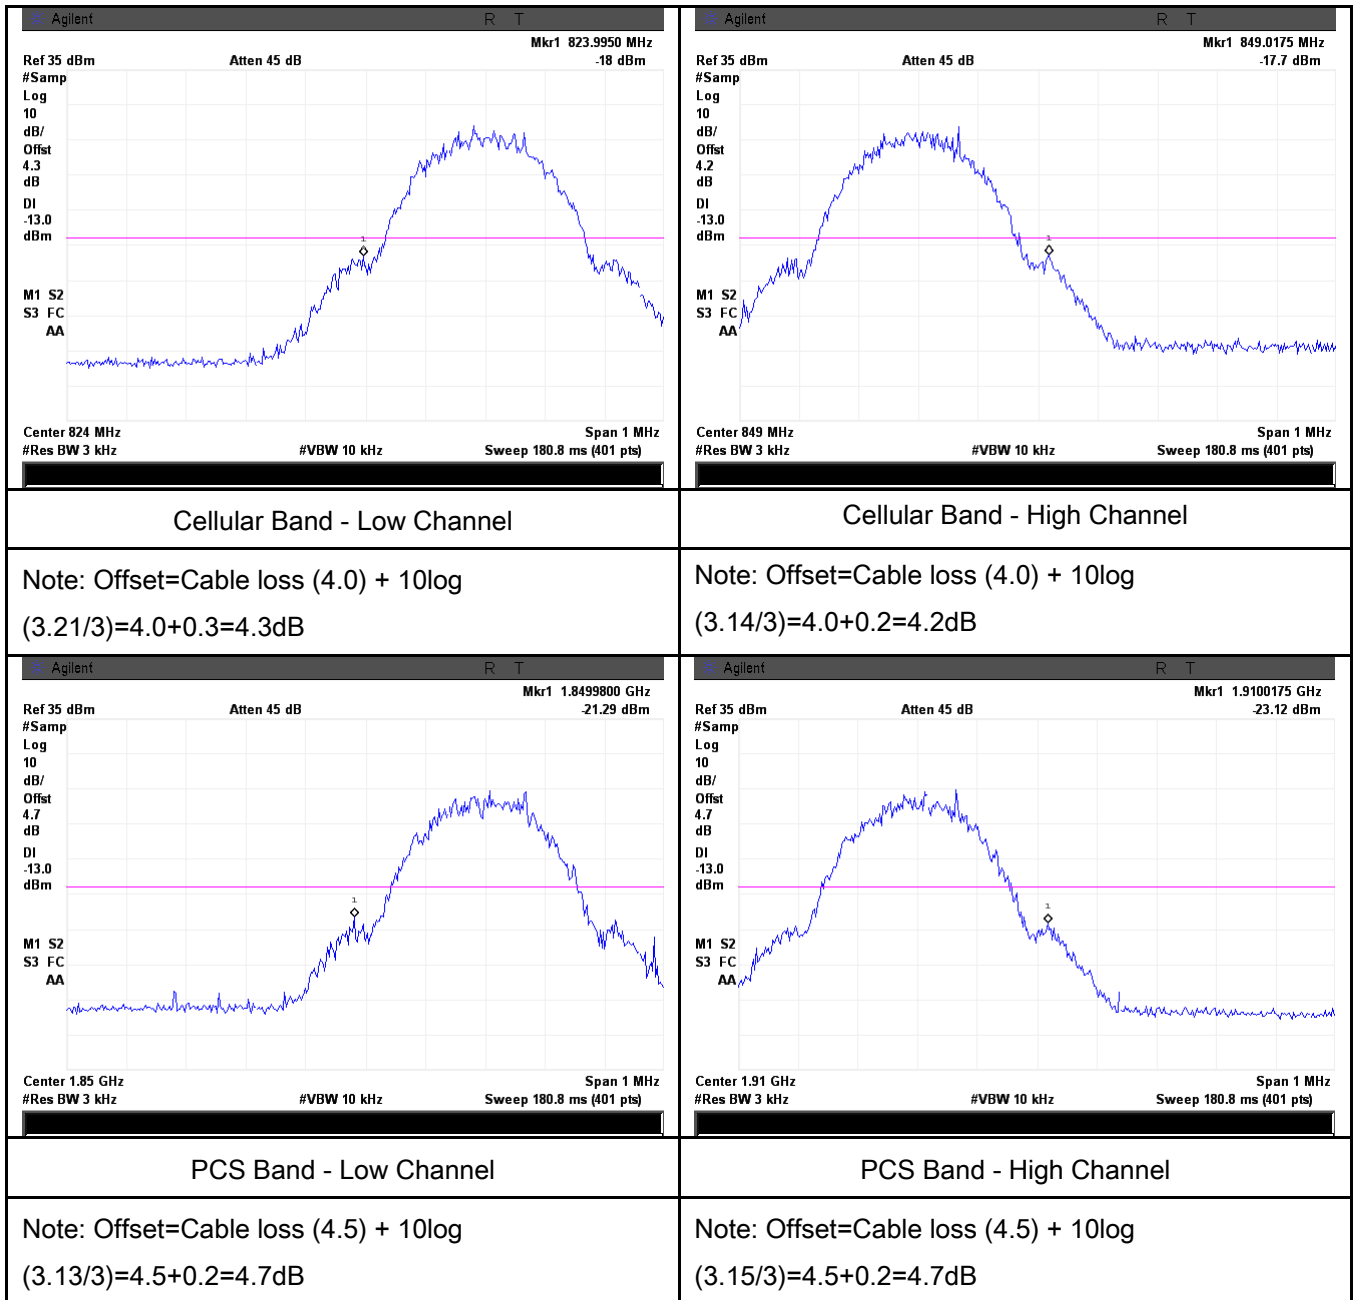 Agilent R T
Mkr1 823.9950 MHz
Ref 35 dBm Atten 45 dB -18 dBm
#Samp
Log
10
dB/
Offst
4.3
dB
DI
-13.0
dBm
1
M1 S2
S3 FC
AA
Center 824 MHz Span 1 MHz
#Res BW 3 kHz #VBW 10 kHz Sweep 180.8 ms (401 pts)
Agilent R T
Mkr1 849.0175 MHz
Ref 35 dBm Atten 45 dB -17.7 dBm
#Samp
Log
10
dB/
Offst
4.2
dB
DI
-13.0
dBm
1
M1 S2
S3 FC
AA
Center 849 MHz Span 1 MHz
#Res BW 3 kHz #VBW 10 kHz Sweep 180.8 ms (401 pts)
Cellular Band - Low Channel
Cellular Band - High Channel
Note: Offset=Cable loss (4.0) + 10log
(3.21/3)=4.0+0.3=4.3dB
Note: Offset=Cable loss (4.0) + 10log
(3.14/3)=4.0+0.2=4.2dB
Agilent R T
Mkr1 1.8499800 GHz
Ref 35 dBm Atten 45 dB -21.29 dBm
#Samp
Log
10
dB/
Offst
4.7
dB
DI
-13.0
dBm
1
M1 S2
S3 FC
AA
Center 1.85 GHz Span 1 MHz
#Res BW 3 kHz #VBW 10 kHz Sweep 180.8 ms (401 pts)
Agilent R T
Mkr1 1.9100175 GHz
Ref 35 dBm Atten 45 dB -23.12 dBm
#Samp
Log
10
dB/
Offst
4.7
dB
DI
-13.0
dBm
1
M1 S2
S3 FC
AA
Center 1.91 GHz Span 1 MHz
#Res BW 3 kHz #VBW 10 kHz Sweep 180.8 ms (401 pts)
PCS Band - Low Channel
PCS Band - High Channel
Note: Offset=Cable loss (4.5) + 10log
(3.13/3)=4.5+0.2=4.7dB
Note: Offset=Cable loss (4.5) + 10log
(3.15/3)=4.5+0.2=4.7dB